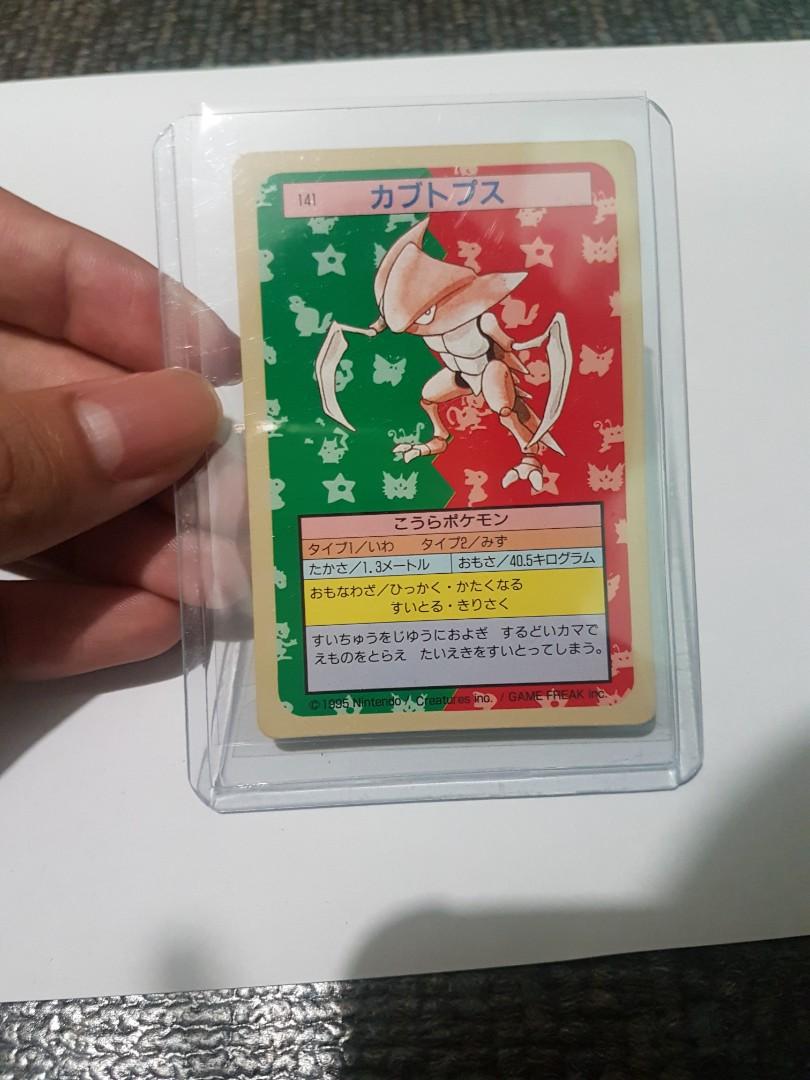 141 カブトプス
こうらポケモン
タイプ1/いわ タイプ2/みず
たかさ/1.3メートル おもさ/40.5キログラム
おもなわざ/ひっかく・かたくなる
すいとる・きりさく
すいちゅうをじゆうにおよぎ するどいカマで
えものをとらえ たいえきをすいとってしまう。
©1995 Nintendo / Creatures inc. / GAME FREAK inc.